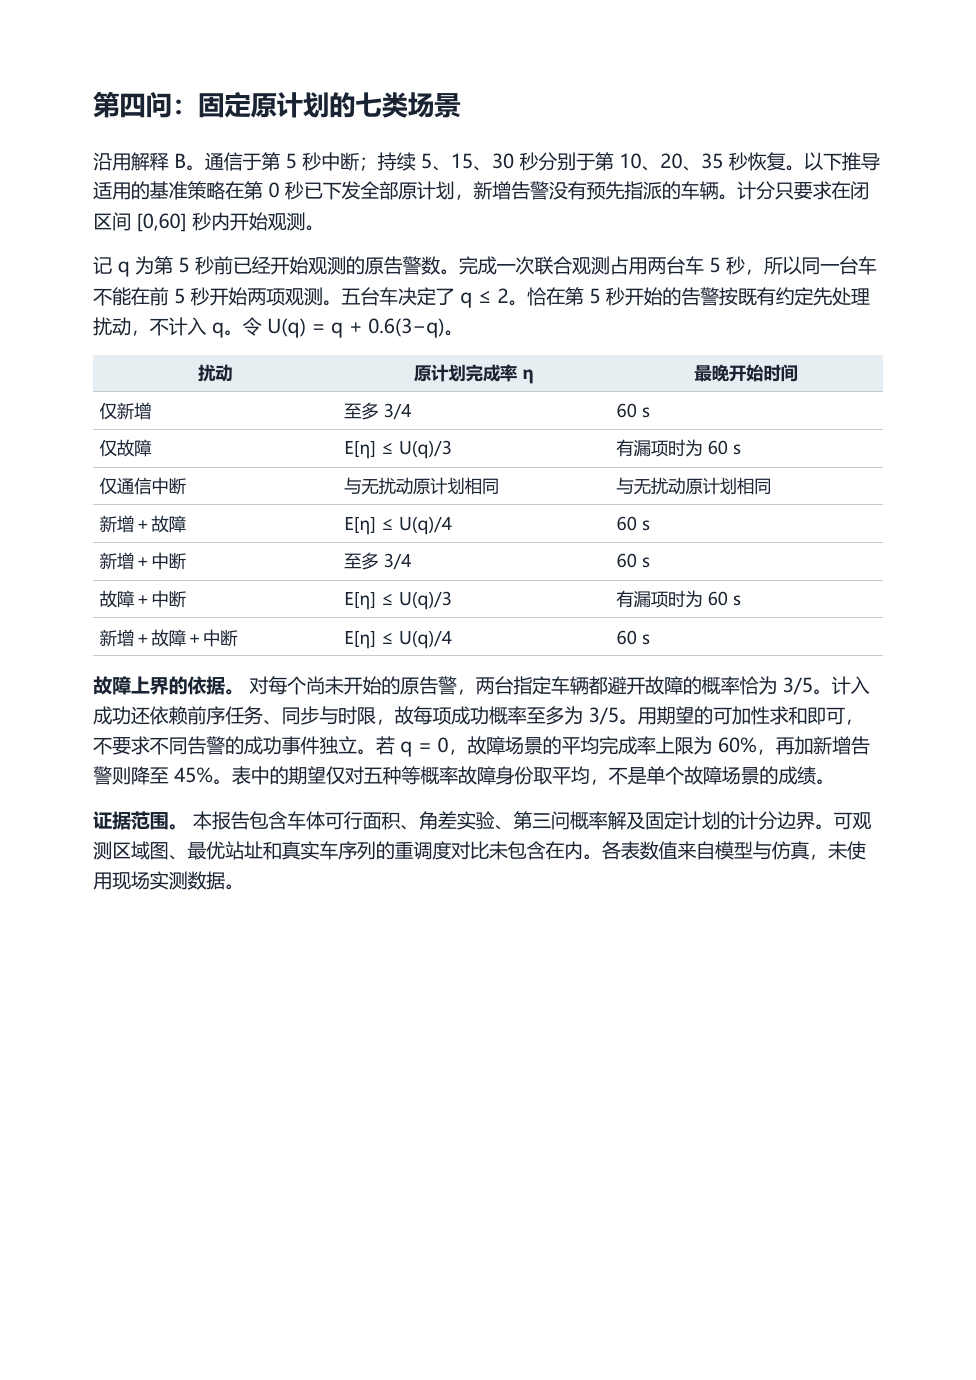 第四问：固定原计划的七类场景
沿用解释 B。通信于第 5 秒中断；持续 5、15、30 秒分别于第 10、20、35 秒恢复。以下推导
适用的基准策略在第 0 秒已下发全部原计划，新增告警没有预先指派的车辆。计分只要求在闭
区间 [0,60] 秒内开始观测。
记 q 为第 5 秒前已经开始观测的原告警数。完成一次联合观测占用两台车 5 秒，所以同一台车
不能在前 5 秒开始两项观测。五台车决定了 q ≤ 2。恰在第 5 秒开始的告警按既有约定先处理
扰动，不计入 q。令 U(q) = q + 0.6(3−q)。
扰动 原计划完成率 η 最晚开始时间
仅新增 至多 3/4 60 s
仅故障 E[η] ≤ U(q)/3 有漏项时为 60 s
仅通信中断 与无扰动原计划相同 与无扰动原计划相同
新增 + 故障 E[η] ≤ U(q)/4 60 s
新增 + 中断 至多 3/4 60 s
故障 + 中断 E[η] ≤ U(q)/3 有漏项时为 60 s
新增 + 故障 + 中断 E[η] ≤ U(q)/4 60 s
故障上界的依据。 对每个尚未开始的原告警，两台指定车辆都避开故障的概率恰为 3/5。计入
成功还依赖前序任务、同步与时限，故每项成功概率至多为 3/5。用期望的可加性求和即可，
不要求不同告警的成功事件独立。若 q = 0，故障场景的平均完成率上限为 60%，再加新增告
警则降至 45%。表中的期望仅对五种等概率故障身份取平均，不是单个故障场景的成绩。
证据范围。 本报告包含车体可行面积、角差实验、第三问概率解及固定计划的计分边界。可观
测区域图、最优站址和真实车序列的重调度对比未包含在内。各表数值来自模型与仿真，未使
用现场实测数据。